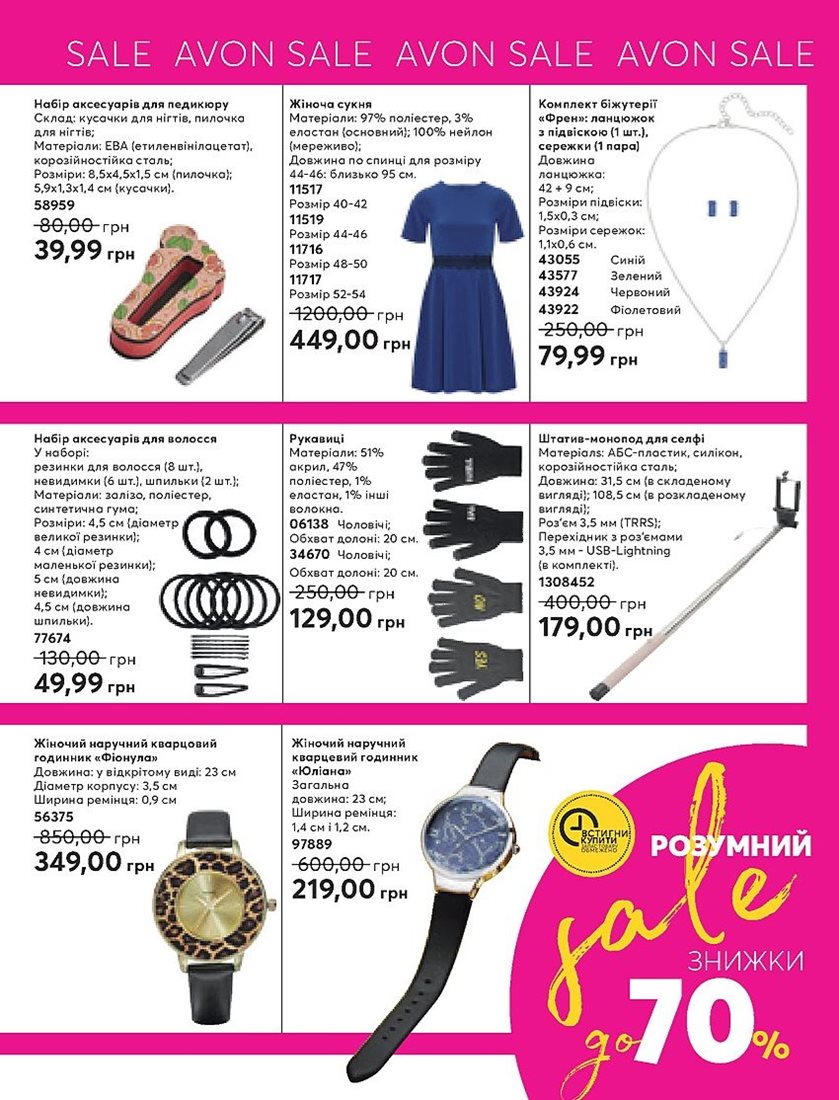 SALE AVON SALE AVON SALE AVON SALE
Набір аксесуарів для педикюру
Склад: кусачки для нігтів, пилочка
для нігтів;
Матеріали: ЕВА (етиленвінілацетат),
корозійностійка сталь;
Розміри: 8,5х4,5х1,5 см (пилочка);
5,9х1,3х1,4 см (кусачки).
58959
80,00 грн
39,99 грн
Жіноча сукня
Матеріали: 97% поліестер, 3%
еластан (основний); 100% нейлон
(мереживо);
Довжина по спинці для розміру
44-46: близько 95 см.
11517
Розмір 40-42
11519
Розмір 44-46
11716
Розмір 48-50
11717
Розмір 52-54
1200,00 грн
449,00 грн
Комплект біжутерії
«Френ»: ланцюжок
з підвіскою (1 шт.),
сережки (1 пара)
Довжина
ланцюжка:
42 + 9 см;
Розміри підвіски:
1,5х0,3 см;
Розміри сережок:
1,1х0,6 см.
43055 Синій
43577 Зелений
43924 Червоний
43922 Фіолетовий
250,00 грн
79,99 грн
Набір аксесуарів для волосся
У наборі:
резинки для волосся (8 шт.),
невидимки (6 шт.), шпильки (2 шт.);
Матеріали: залізо, поліестер,
синтетична гума;
Розміри: 4,5 см (діаметр
великої резинки);
4 см (діаметр
маленької резинки);
5 см (довжина
невидимки);
4,5 см (довжина
шпильки).
77674
130,00 грн
49,99 грн
Рукавиці
Матеріали: 51%
акрил, 47%
поліестер, 1%
еластан, 1% інші
волокна.
06138 Чоловічі;
Обхват долоні: 20 см.
34670 Жіночі;
Обхват долоні: 20 см.
250,00 грн
129,00 грн
NO
YES
Штатив-монопод для селфі
Матеріалs: АБС-пластик, силікон,
корозійностійка сталь;
Довжина: 31,5 см (в складеному
вигляді); 108,5 см (в розкладеному
вигляді);
Роз'єм 3,5 мм (TRRS);
Перехідник з роз'ємами
3,5 мм - USB-Lightning
(в комплекті).
1308452
400,00 грн
179,00 грн
Жіночий наручний кварцовий
годинник «Фіонула»
Довжина: у відкритому виді: 23 см
Діаметр корпусу: 3,5 см
Ширина ремінця: 0,9 см
56375
850,00 грн
349,00 грн
Жіночий наручний
кварцевий годинник
«Юліана»
Загальна
довжина: 23 см;
Ширина ремінця:
1,4 см і 1,2 см.
97889
600,00 грн
219,00 грн
ВСТИГНИ
КУПИТИ
ОБМЕЖЕНО
РОЗУМНИЙ
sale
ЗНИЖКИ
до 70%